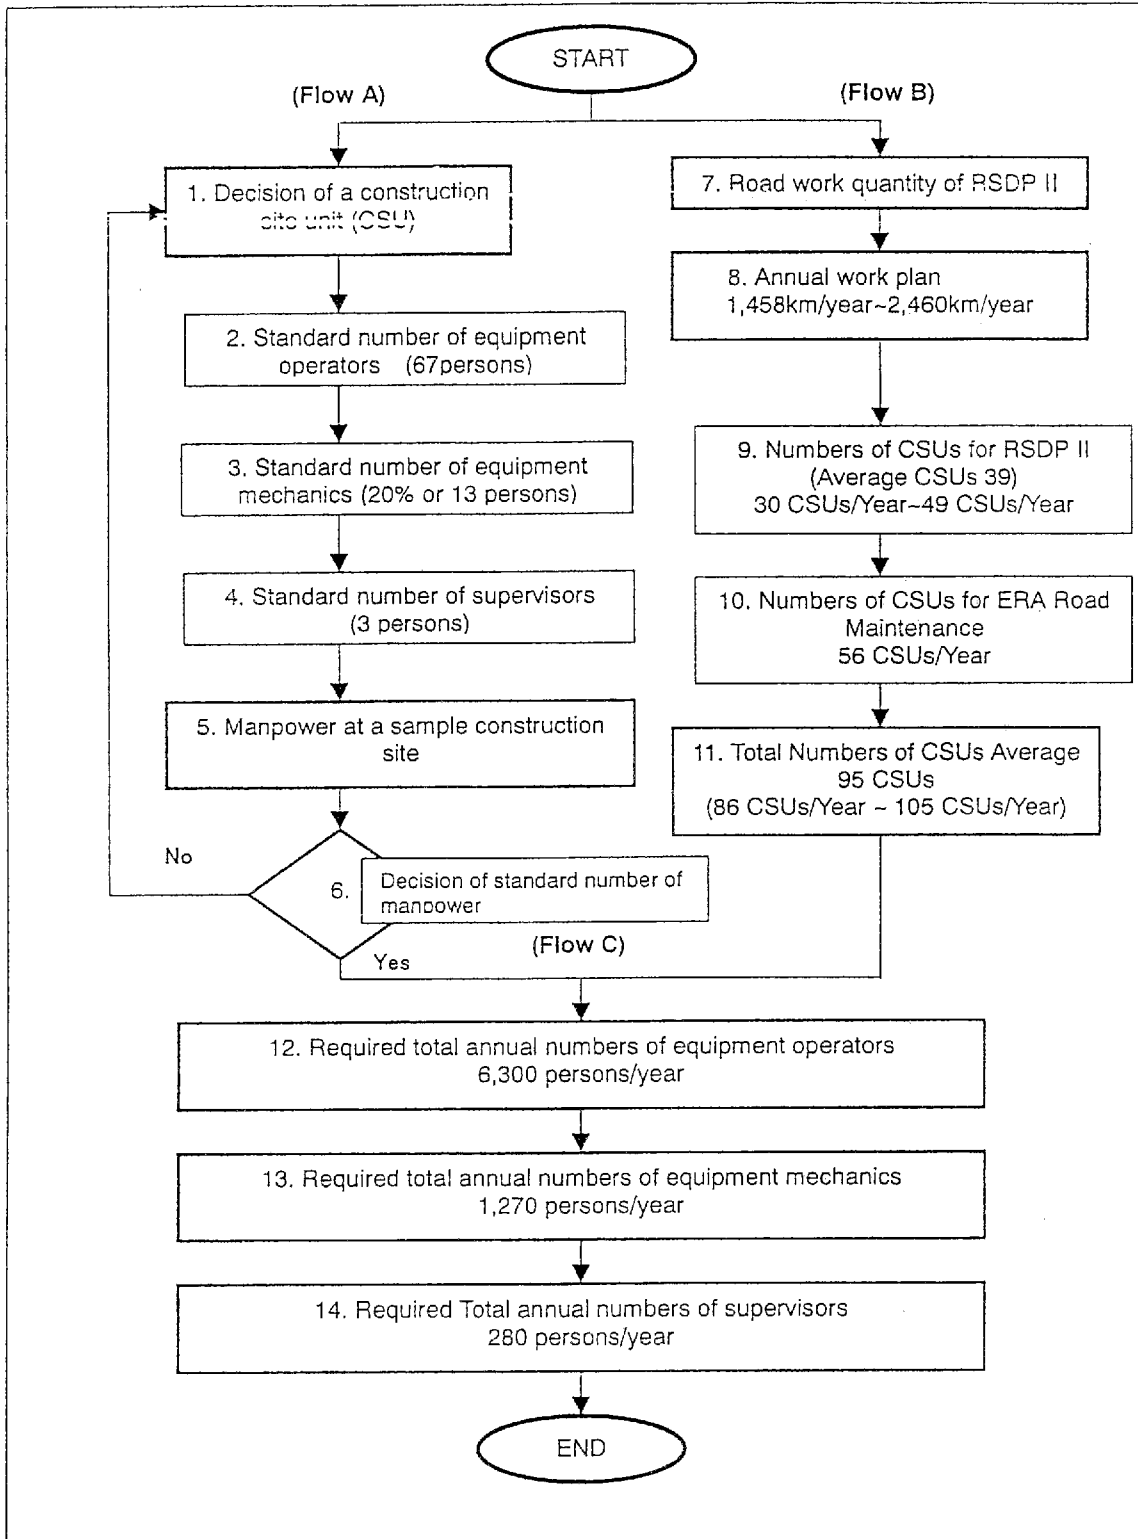 START
(Flow A)
(Flow B)
1. Decision of a construction
site unit (CSU)
2. Standard number of equipment
operators (67persons)
3. Standard number of equipment
mechanics (20% or 13 persons)
4. Standard number of supervisors
(3 persons)
5. Manpower at a sample construction
site
No
6.
Decision of standard number of
manpower
Yes
7. Road work quantity of RSDP II
8. Annual work plan
1,458km/year~2,460km/year
9. Numbers of CSUs for RSDP II
(Average CSUs 39)
30 CSUs/Year~49 CSUs/Year
10. Numbers of CSUs for ERA Road
Maintenance
56 CSUs/Year
11. Total Numbers of CSUs Average
95 CSUs
(86 CSUs/Year ~ 105 CSUs/Year)
(Flow C)
12. Required total annual numbers of equipment operators
6,300 persons/year
13. Required total annual numbers of equipment mechanics
1,270 persons/year
14. Required Total annual numbers of supervisors
280 persons/year
END